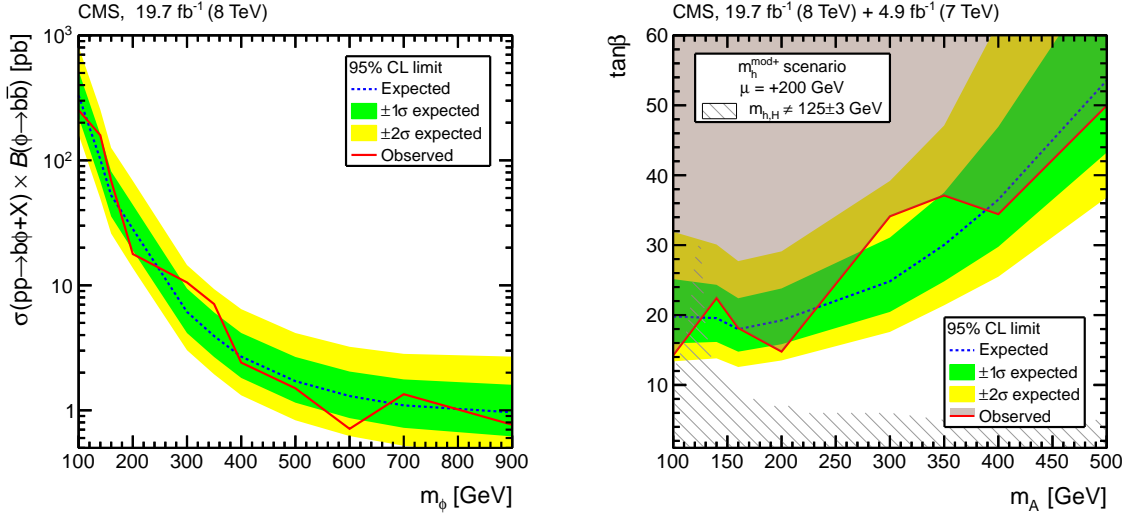 CMS, 19.7 fb⁻¹ (8 TeV)
σ(pp→bφ+X) × B(φ→bb̅) [pb]
10³
10²
10
1
95% CL limit
Expected
±1σ expected
±2σ expected
Observed
100 200 300 400 500 600 700 800 900
m_ϕ [GeV]
CMS, 19.7 fb⁻¹ (8 TeV) + 4.9 fb⁻¹ (7 TeV)
tanβ
60
50
40
30
20
10
m_h^mod+ scenario
μ = +200 GeV
m_h,H ≠ 125±3 GeV
95% CL limit
Expected
±1σ expected
±2σ expected
Observed
100 150 200 250 300 350 400 450 500
m_A [GeV]